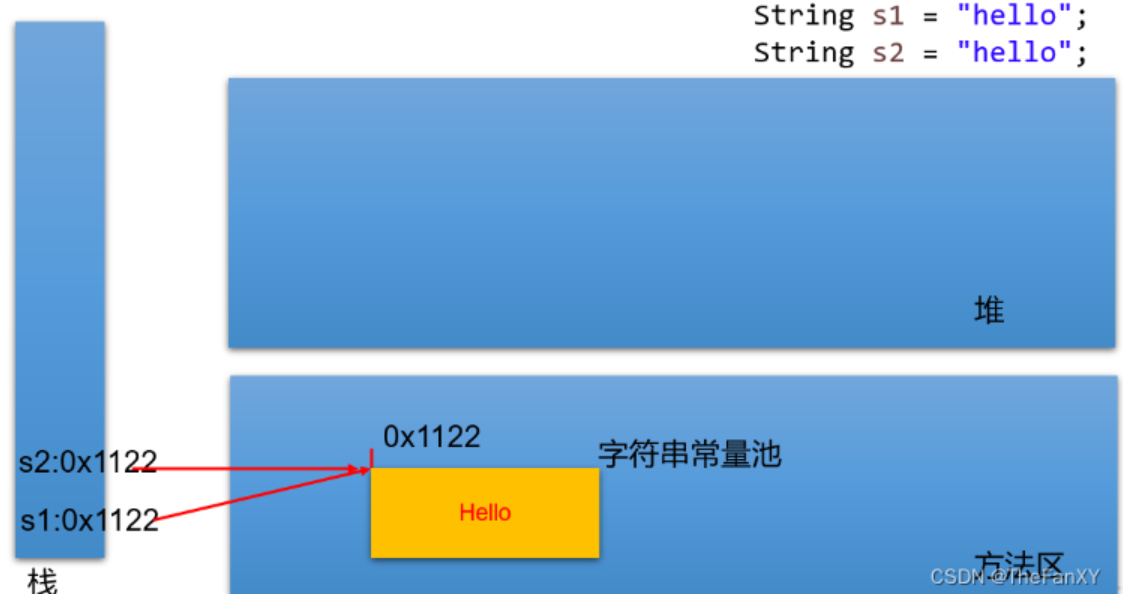 String s1 = "hello";
String s2 = "hello";
堆
0x1122
字符串常量池
s2:0x1122
Hello
s1:0x1122
方法区
栈
CSDN @TheFanXY